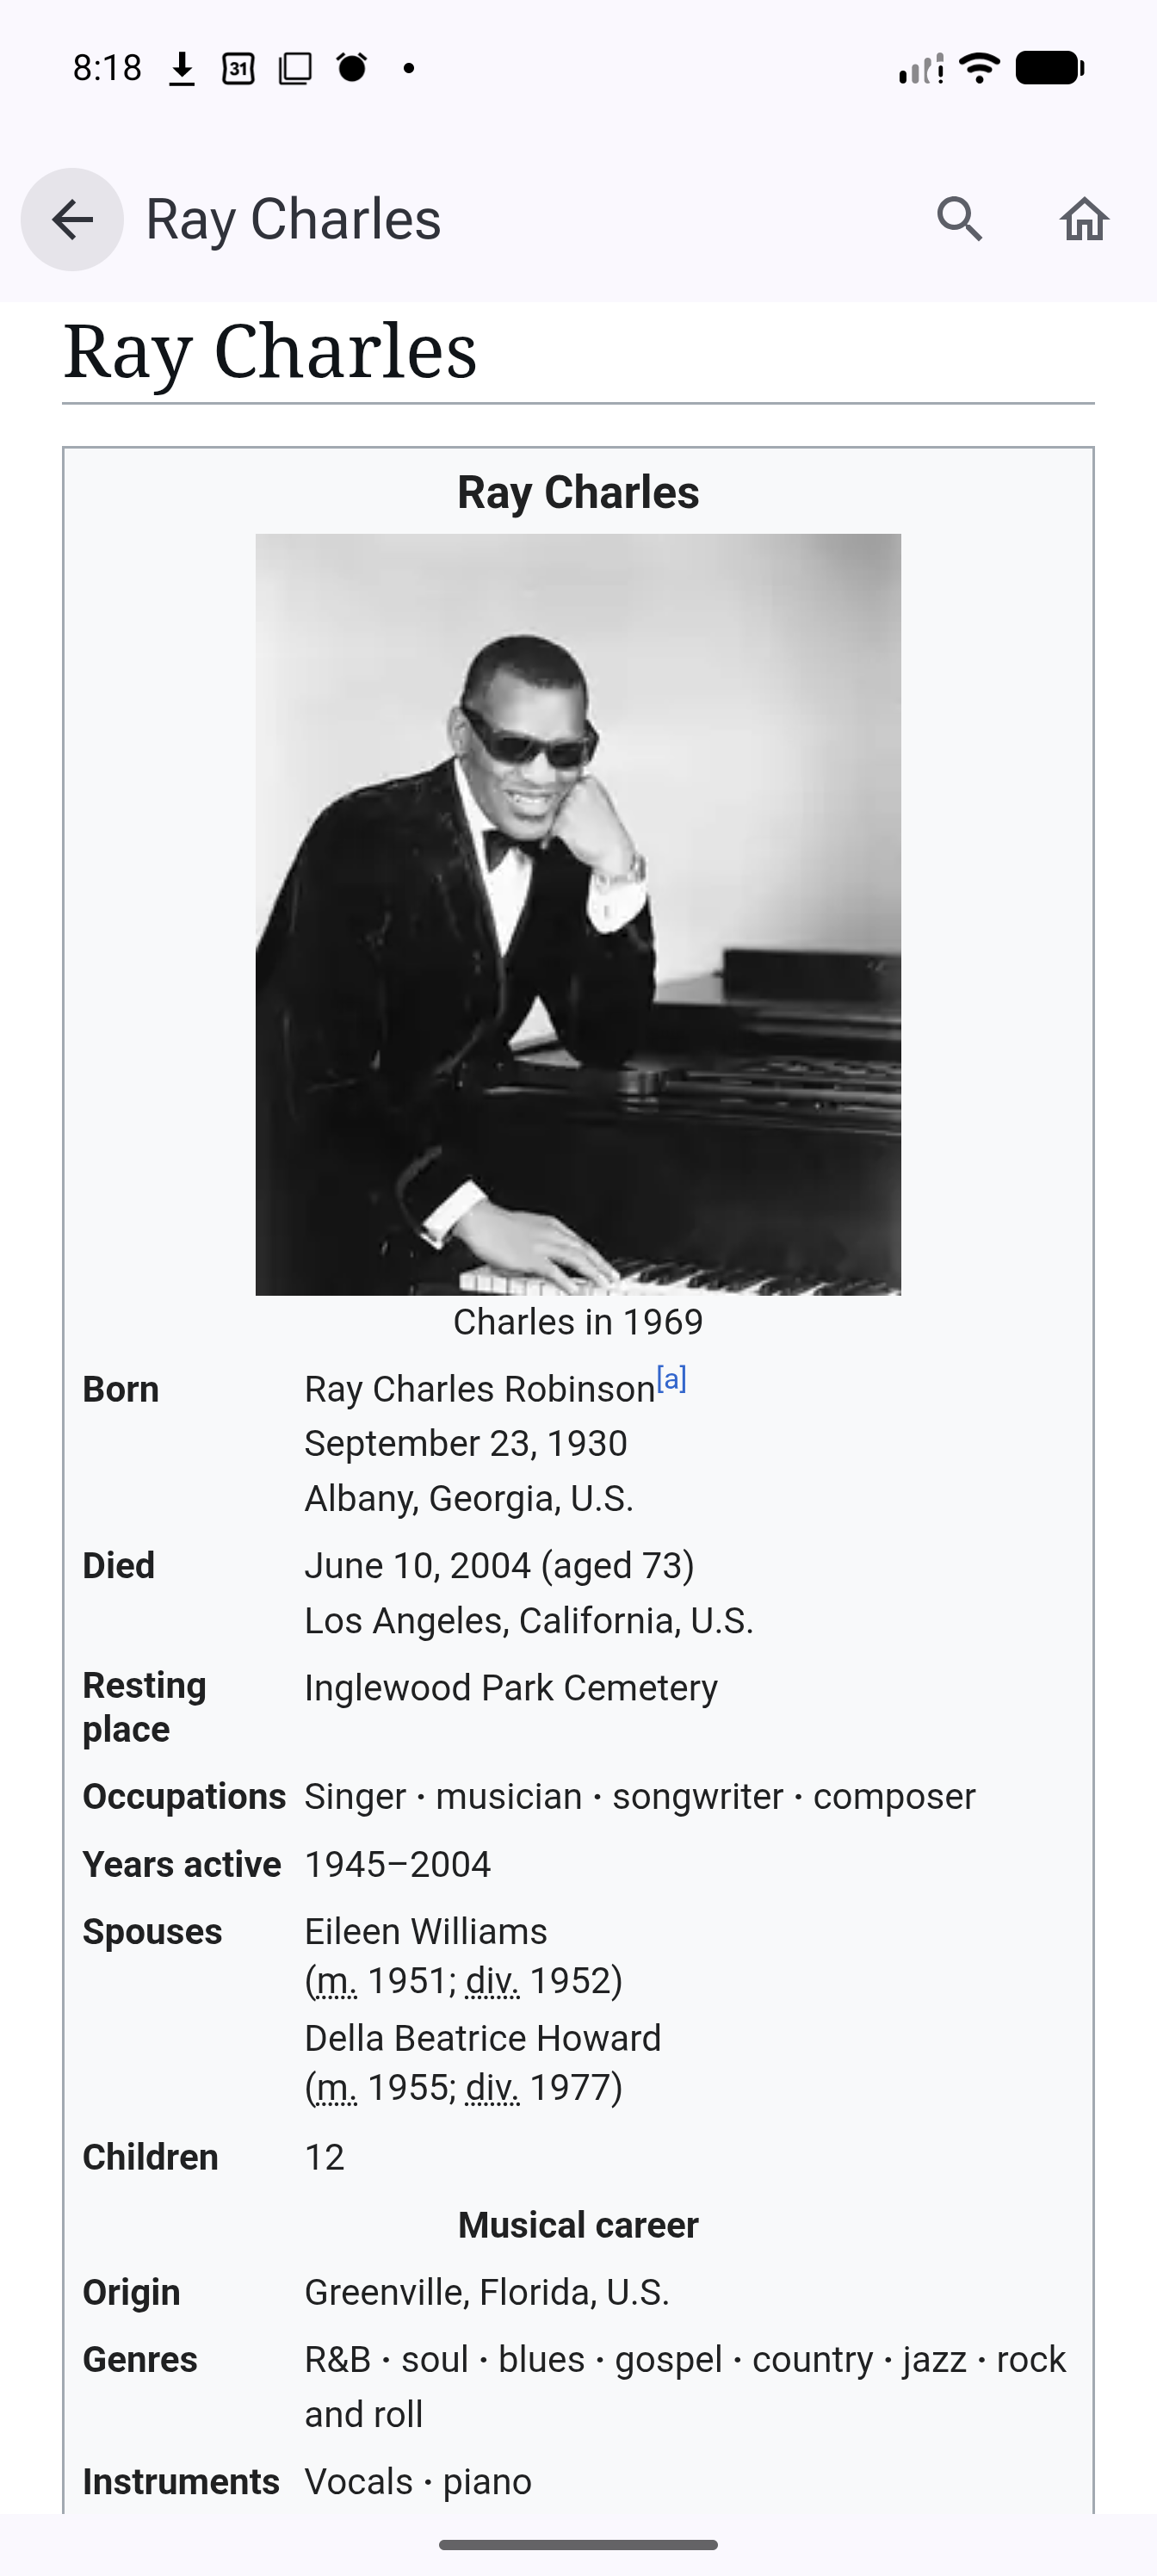 8:18
31
Ray Charles
Ray Charles
Ray Charles
Charles in 1969
Born Ray Charles Robinson[a]
September 23, 1930
Albany, Georgia, U.S.
Died June 10, 2004 (aged 73)
Los Angeles, California, U.S.
Resting place Inglewood Park Cemetery
Occupations Singer · musician · songwriter · composer
Years active 1945–2004
Spouses Eileen Williams
(m. 1951; div. 1952)
Della Beatrice Howard
(m. 1955; div. 1977)
Children 12
Musical career
Origin Greenville, Florida, U.S.
Genres R&B · soul · blues · gospel · country · jazz · rock
and roll
Instruments Vocals · piano